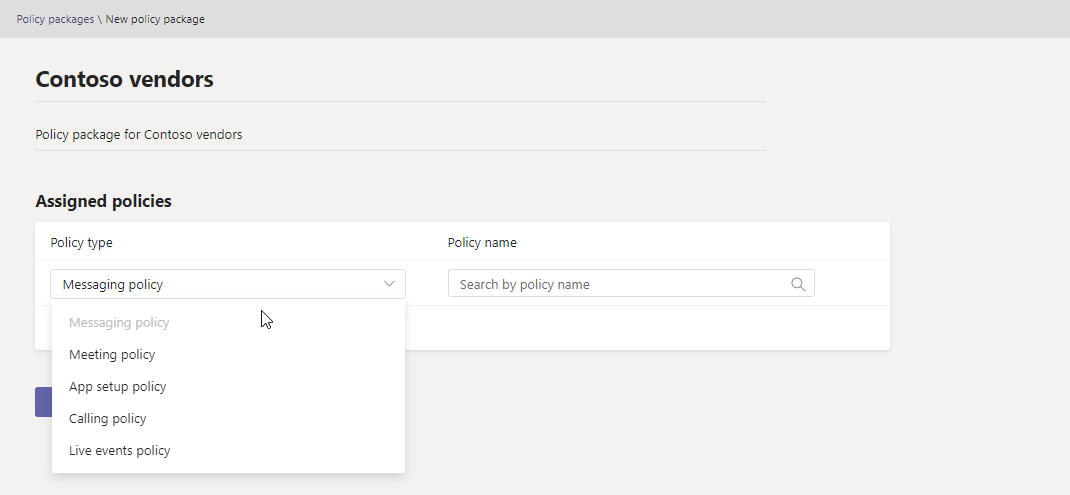 Policy packages \ New policy package
Contoso vendors
Policy package for Contoso vendors
Assigned policies
Policy type Policy name
Messaging policy Search by policy name
Messaging policy
Meeting policy
App setup policy
Calling policy
Live events policy